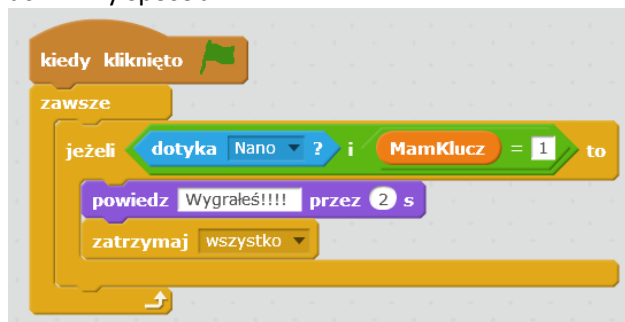 kiedy kliknięto
zawsze
jeżeli dotyka Nano ? i MamKlucz = 1 to
powiedz Wygrałeś!!!! przez 2 s
zatrzymaj wszystko